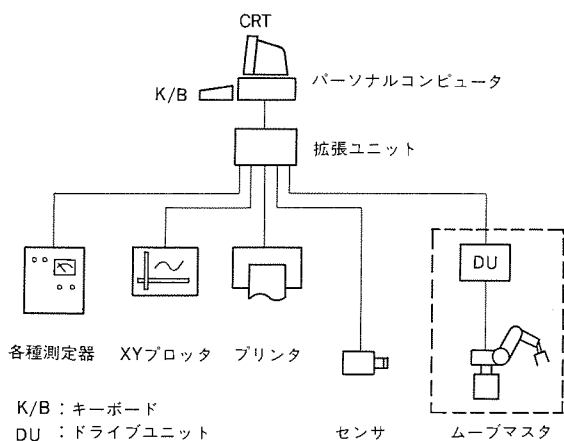 CRT
K/B
パーソナルコンピュータ
拡張ユニット
DU
各種測定器
XYプロッタ
プリンタ
センサ
ムーブマスタ
K/B：キーボード
DU：ドライブユニット